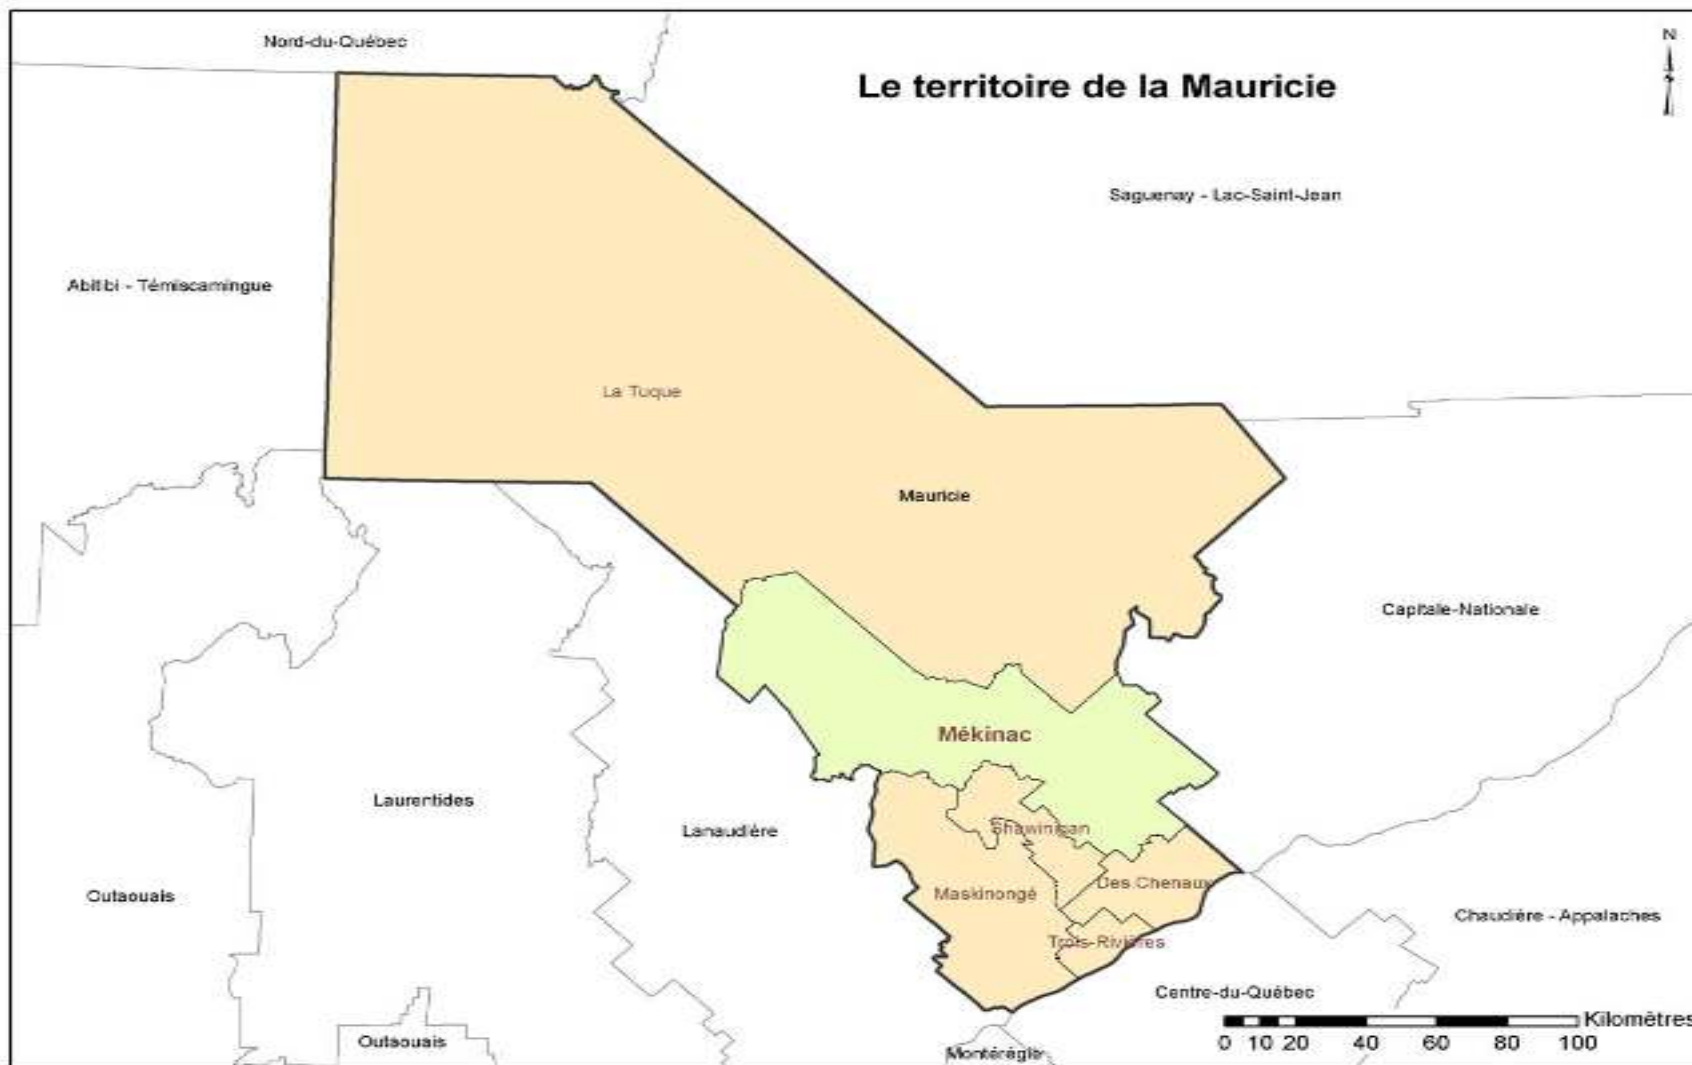 Nord-du-Québec
N
Le territoire de la Mauricie
Saguenay - Lac-Saint-Jean
Abitibi - Témiscamingue
La Tuque
Mauricie
Capitale-Nationale
Mékinac
Laurentides
Lanaudière
Shawinigan
Outaouais
Maskinongé
Des Chenaux
Chaudière - Appalaches
Trois-Rivières
Centre-du-Québec
Outaouais
Montérégie
Kilomètres
0 10 20 40 60 80 100